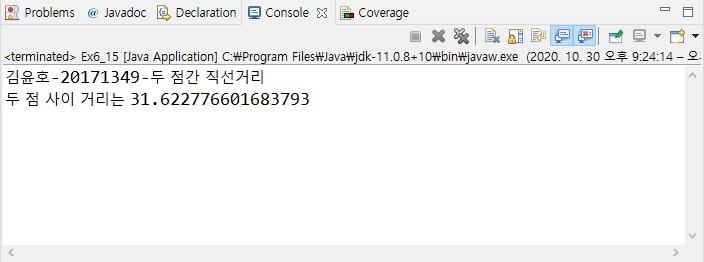 Problems @ Javadoc Declaration Console Coverage
<terminated> Ex6_15 [Java Application] C:₩Program Files₩Java₩jdk-11.0.8+10₩bin₩javaw.exe (2020. 10. 30 오후 9:24:14 – 오
김윤호-20171349-두 점간 직선거리
두 점 사이 거리는 31.622776601683793